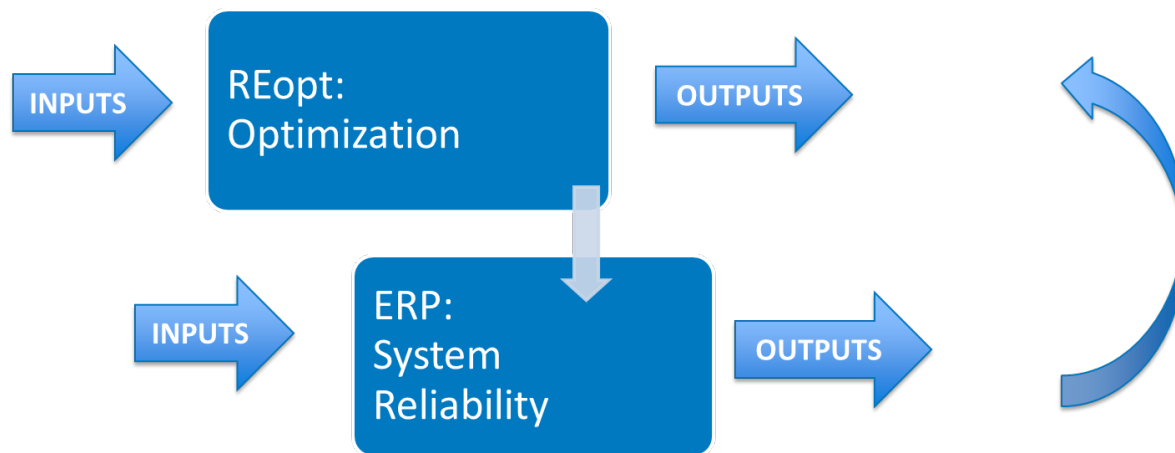 INPUTS
REopt:
Optimization
OUTPUTS
INPUTS
ERP:
System
Reliability
OUTPUTS